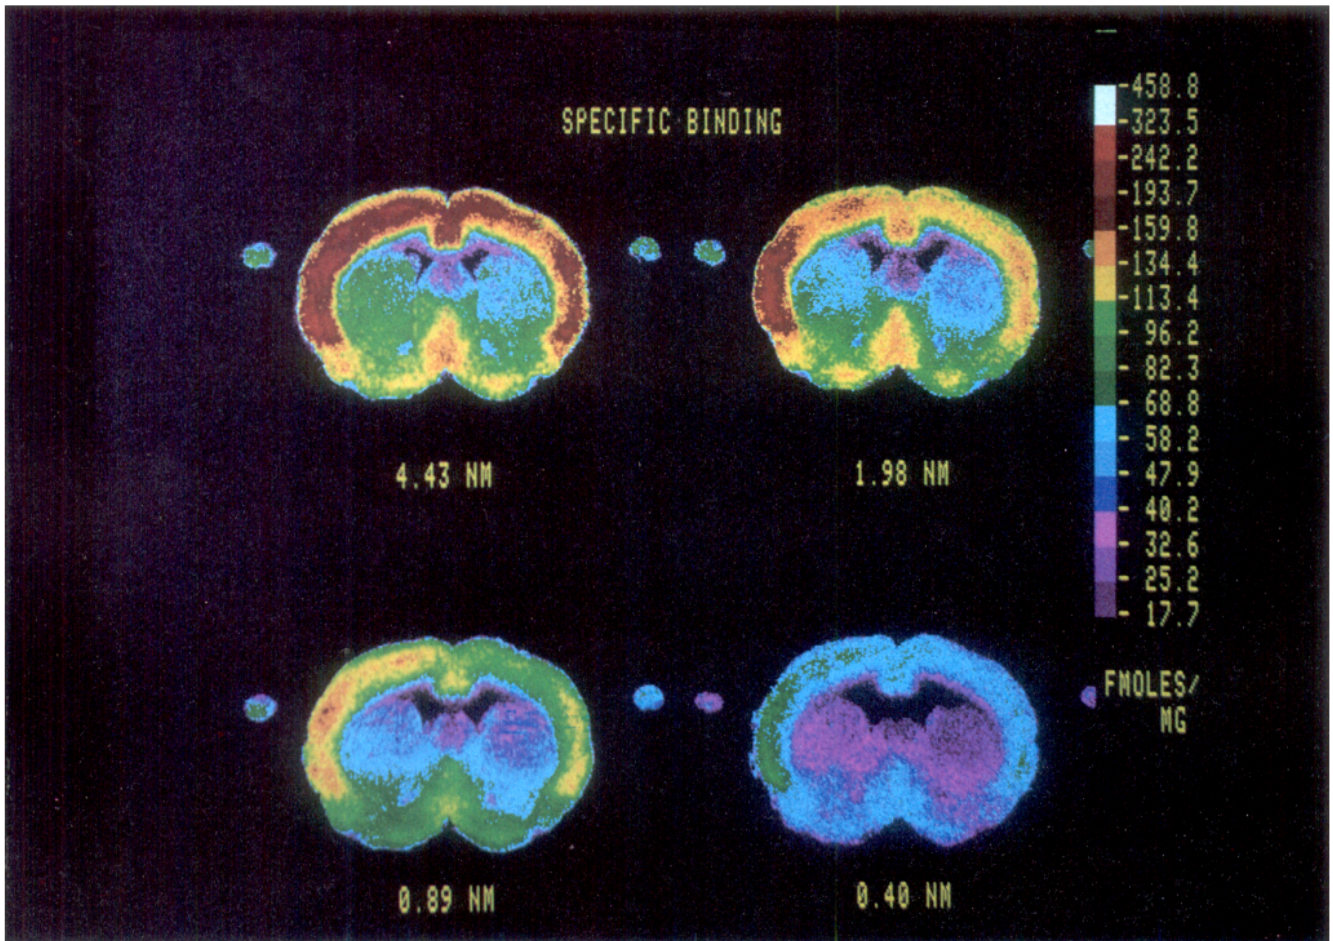 SPECIFIC BINDING
4.43 NM
1.98 NM
0.89 NM
0.40 NM
-458.8
-323.5
-242.2
-193.7
-159.8
-134.4
-113.4
- 96.2
- 82.3
- 68.8
- 58.2
- 47.9
- 40.2
- 32.6
- 25.2
- 17.7
FMOLES/
MG